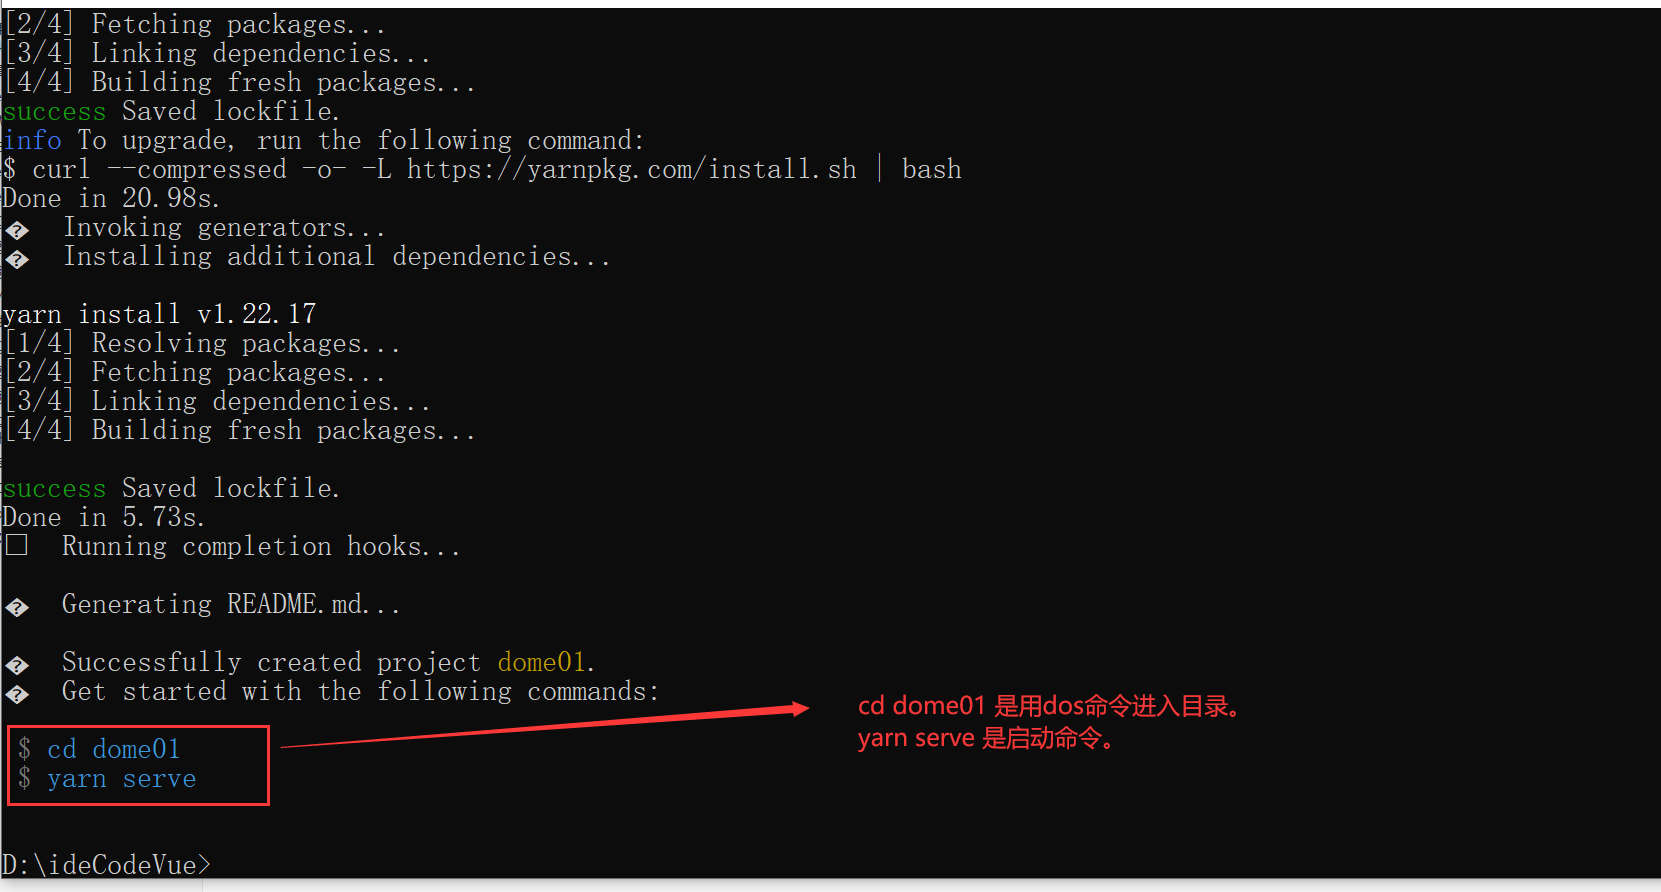 [2/4] Fetching packages...
[3/4] Linking dependencies...
[4/4] Building fresh packages...
success Saved lockfile.
info To upgrade, run the following command:
$ curl --compressed -o- -L https://yarnpkg.com/install.sh | bash
Done in 20.98s.
� Invoking generators...
� Installing additional dependencies...
yarn install v1.22.17
[1/4] Resolving packages...
[2/4] Fetching packages...
[3/4] Linking dependencies...
[4/4] Building fresh packages...
success Saved lockfile.
Done in 5.73s.
□ Running completion hooks...
� Generating README.md...
� Successfully created project dome01.
� Get started with the following commands:
cd dome01 是用dos命令进入目录。
yarn serve 是启动命令。
$ cd dome01
$ yarn serve
D:\ideCodeVue>